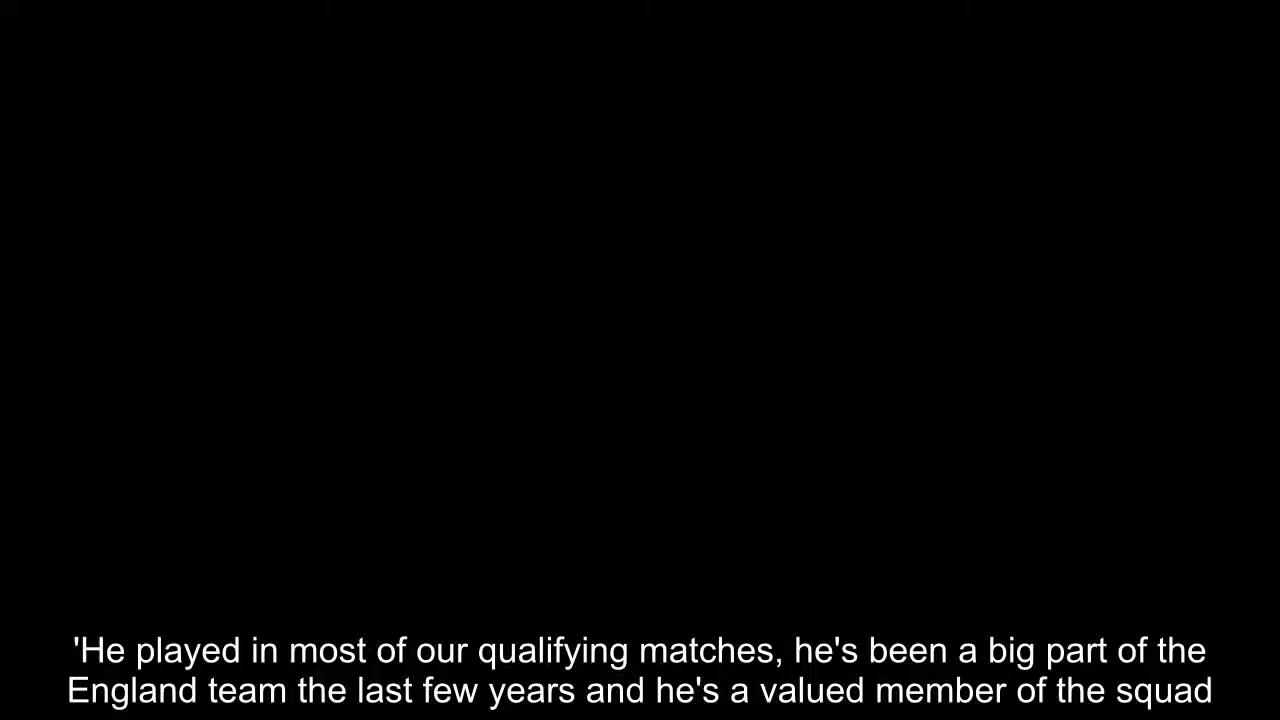 'He played in most of our qualifying matches, he's been a big part of the
England team the last few years and he's a valued member of the squad